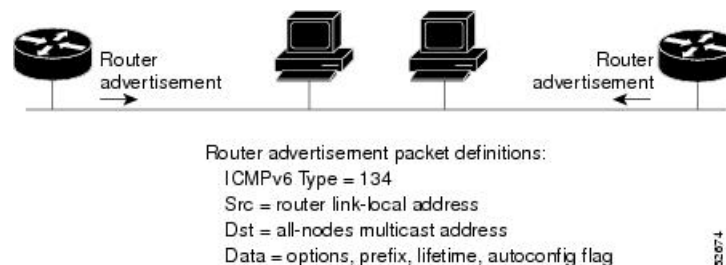 Router
advertisement
Router
advertisement
Router advertisement packet definitions:
ICMPv6 Type = 134
Src = router link-local address
Dst = all-nodes multicast address
Data = options, prefix, lifetime, autoconfig flag
52674